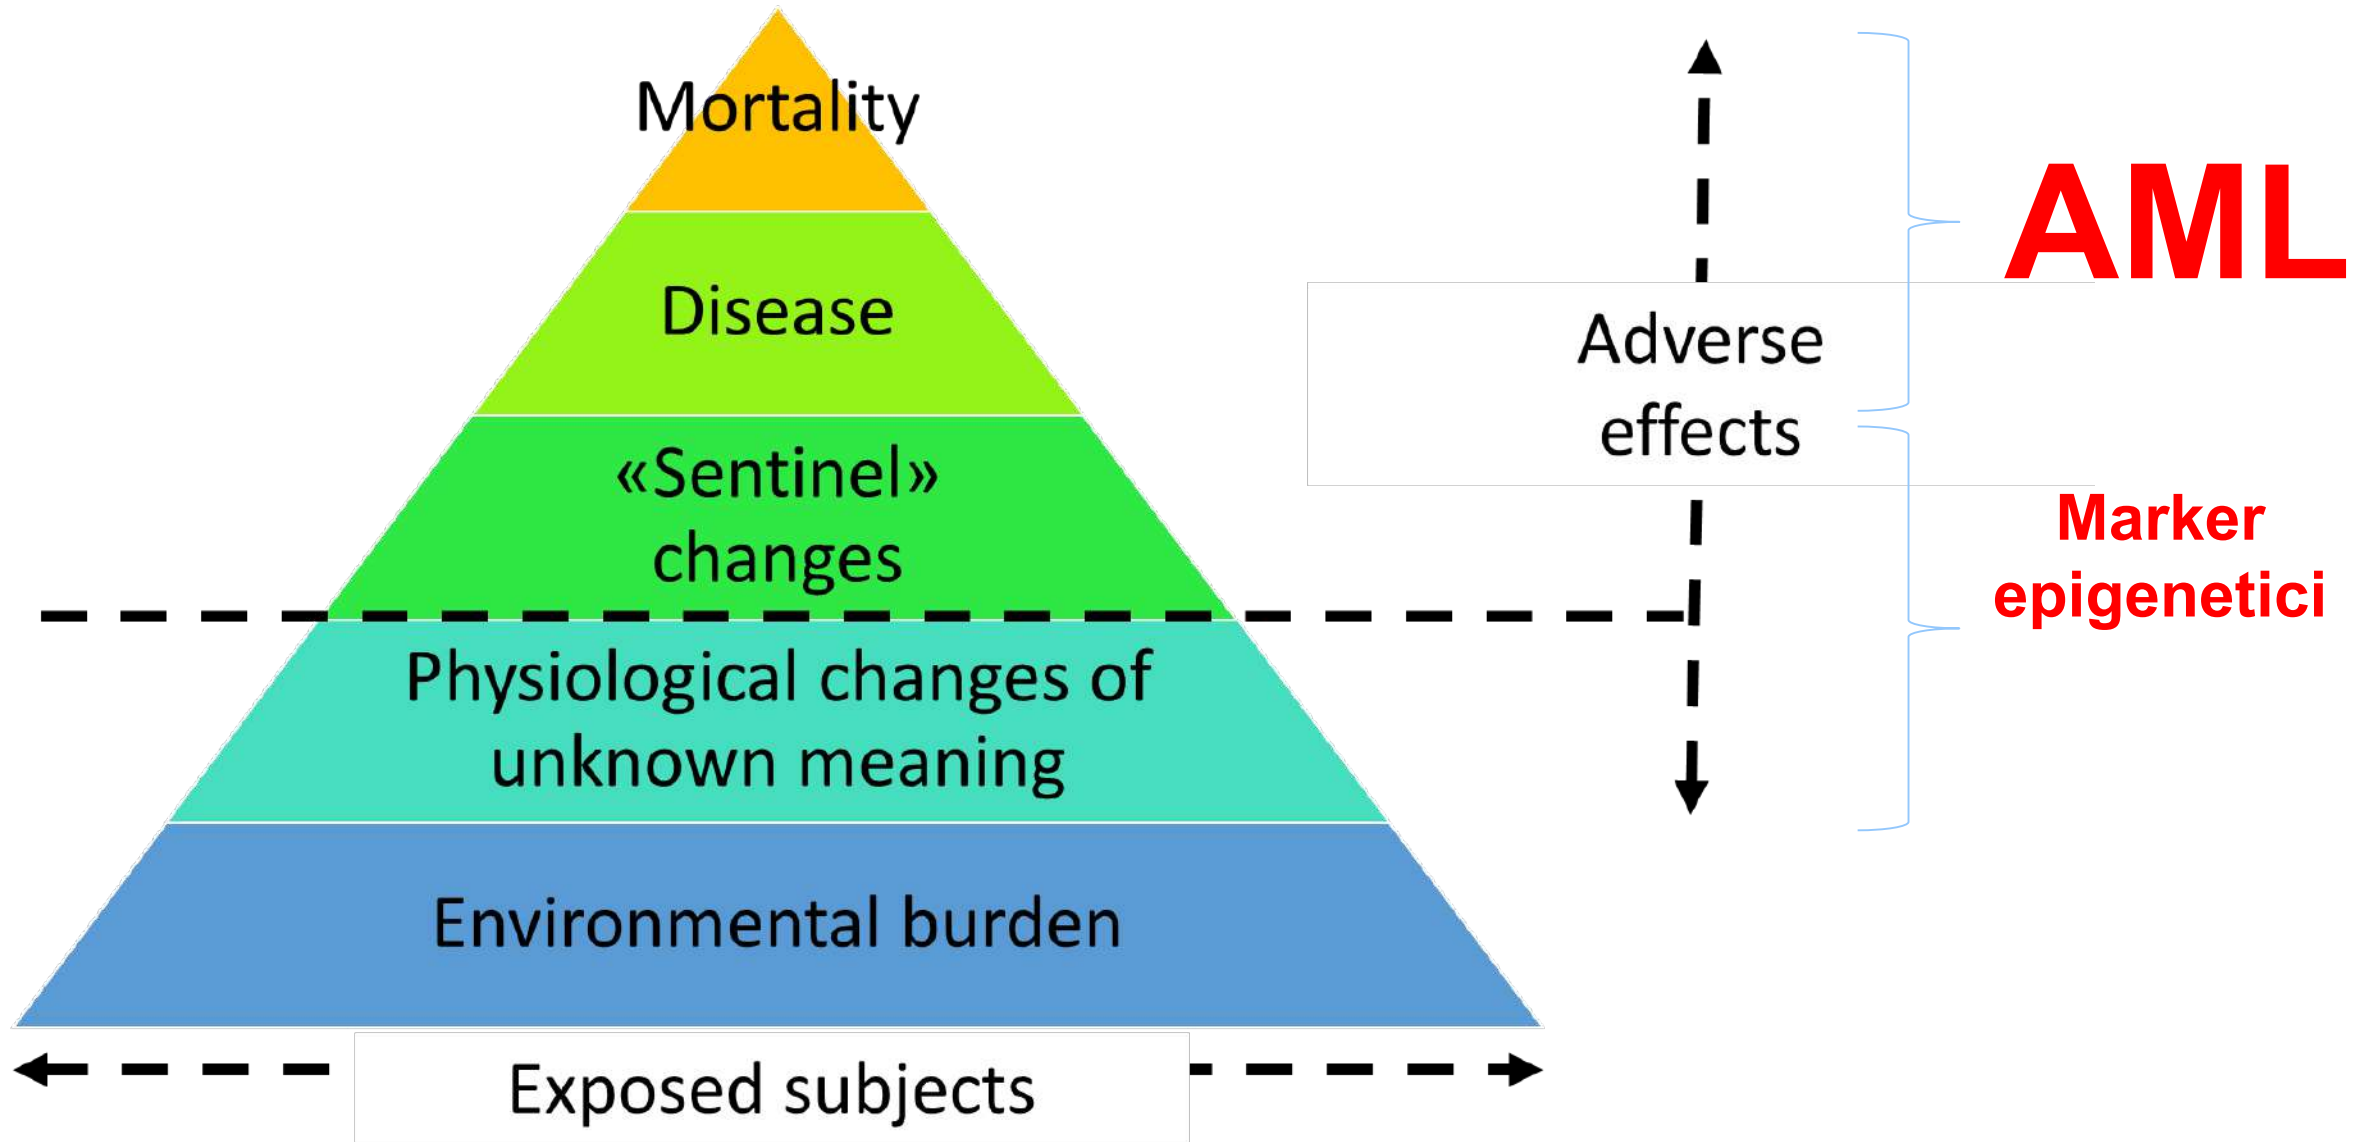 Mortality
Disease
«Sentinel»
changes
Physiological changes of
unknown meaning
Environmental burden
Exposed subjects
Adverse
effects
AML
Marker
epigenetici